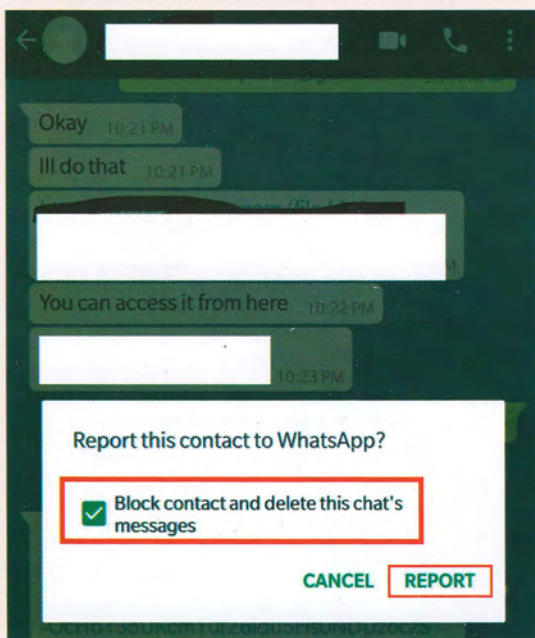 Okay 10:21 PM
Ill do that 10:21 PM
You can access it from here 10:22 PM
10:23 PM
Report this contact to WhatsApp?
Block contact and delete this chat's
messages
CANCEL REPORT